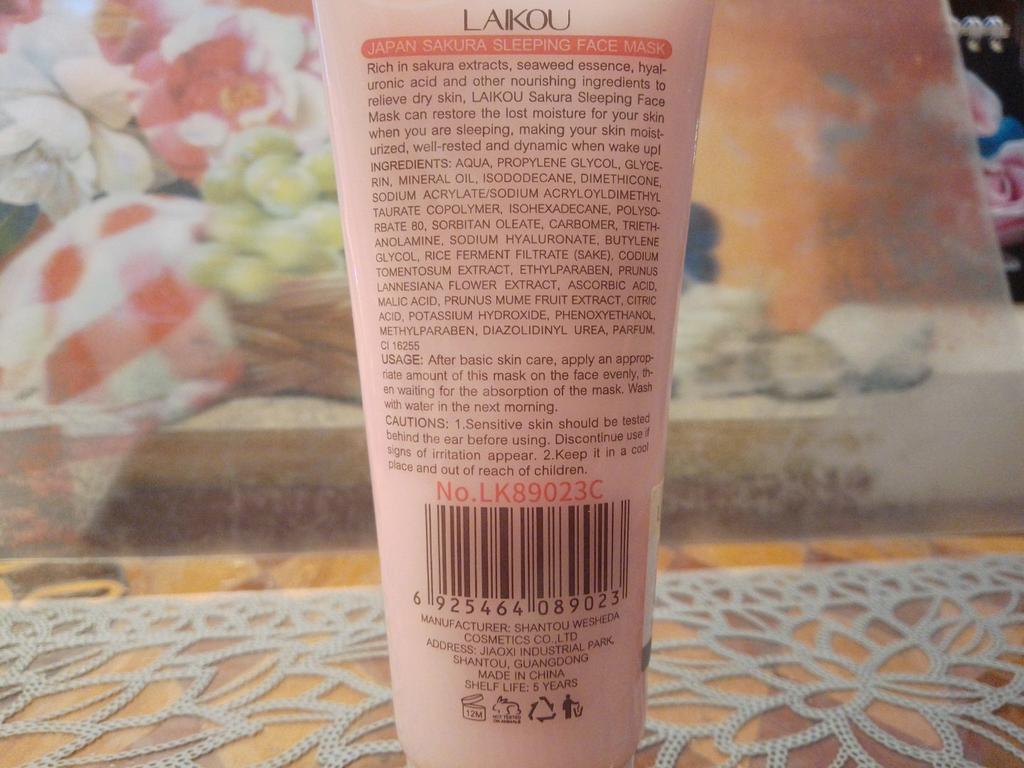 LAIKOU
JAPAN SAKURA SLEEPING FACE MASK
Rich in sakura extracts, seaweed essence, hyal-
uronic acid and other nourishing ingredients to
relieve dry skin, LAIKOU Sakura Sleeping Face
Mask can restore the lost moisture for your skin
when you are sleeping, making your skin moist-
urized, well-rested and dynamic when wake up!
INGREDIENTS: AQUA, PROPYLENE GLYCOL, GLYCE-
RIN, MINERAL OIL, ISODODECANE, DIMETHICONE,
SODIUM ACRYLATE/SODIUM ACRYLOYLDIMETHYL
TAURATE COPOLYMER, ISOHEXADECANE, POLYSO-
RBATE 80, SORBITAN OLEATE, CARBOMER, TRIETH-
ANOLAMINE, SODIUM HYALURONATE, BUTYLENE
GLYCOL, RICE FERMENT FILTRATE (SAKE), CODIUM
TOMENTOSUM EXTRACT, ETHYLPARABEN, PRUNUS
LANNESIANA FLOWER EXTRACT, ASCORBIC ACID,
MALIC ACID, PRUNUS MUME FRUIT EXTRACT, CITRIC
ACID, POTASSIUM HYDROXIDE, PHENOXYETHANOL,
METHYLPARABEN, DIAZOLIDINYL UREA, PARFUM,
CI 16255
USAGE: After basic skin care, apply an approp-
riate amount of this mask on the face evenly, th-
en waiting for the absorption of the mask. Wash
with water in the next morning.
CAUTIONS: 1.Sensitive skin should be tested
behind the ear before using. Discontinue use if
signs of irritation appear. 2.Keep it in a cool
place and out of reach of children.
No.LK89023C
6 925464 089023
MANUFACTURER: SHANTOU WESHEDA
COSMETICS CO.,LTD
ADDRESS: JIAOXI INDUSTRIAL PARK,
SHANTOU, GUANGDONG
MADE IN CHINA
SHELF LIFE: 5 YEARS
12M
NOT TESTED
ON ANIMALS